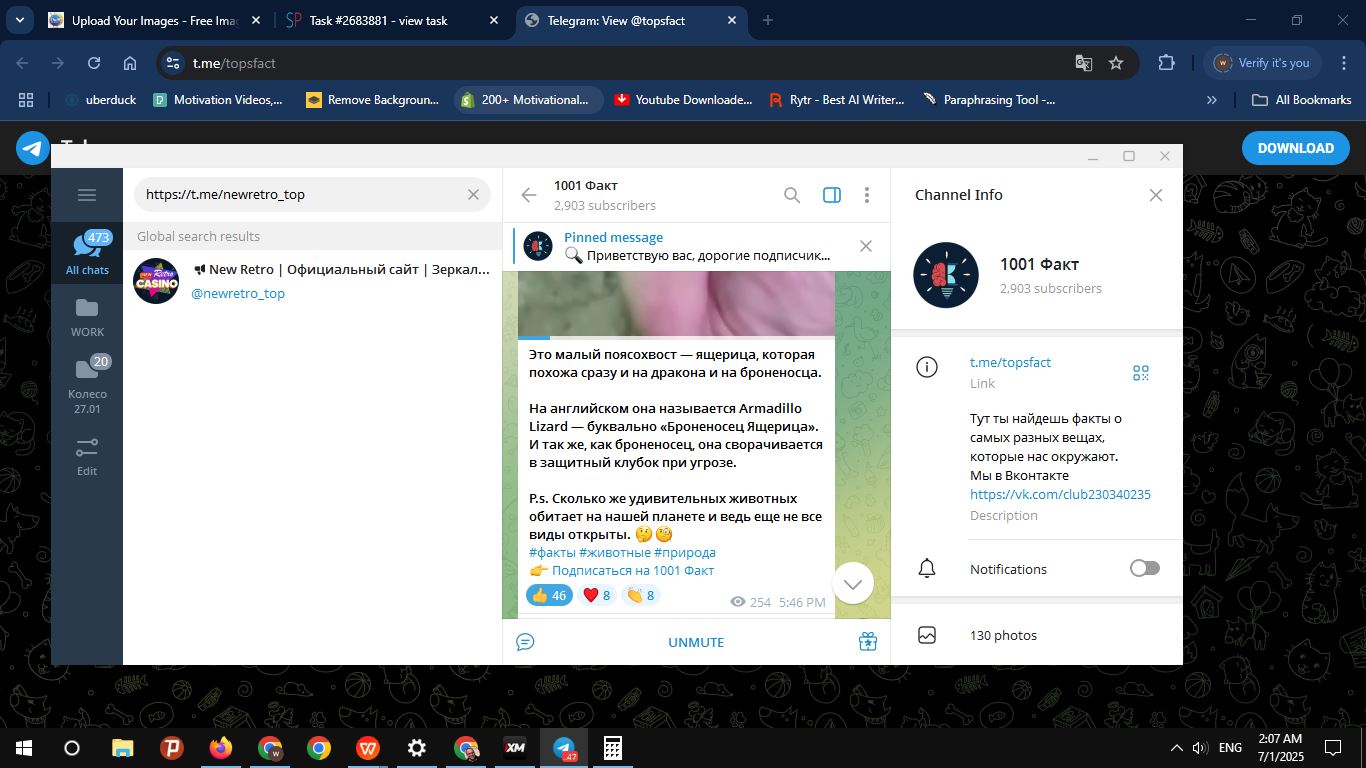 Upload Your Images - Free Imag
Task #2683881 - view task
Telegram: View @topsfact
t.me/topsfact
Verify it's you
uberduck
Motivation Videos,...
Remove Backgroun...
200+ Motivational...
Youtube Downloade...
Rytr - Best AI Writer...
Paraphrasing Tool -...
All Bookmarks
DOWNLOAD
https://t.me/newretro_top
Global search results
NEW Retro CASINO
New Retro | Официальный сайт | Зеркал...
@newretro_top
473
All chats
WORK
20
Колесо
27.01
Edit
1001 Факт
2,903 subscribers
Pinned message
Приветствую вас, дорогие подписчик...
Это малый поясохвост — ящерица, которая
похожа сразу и на дракона и на броненосца.
На английском она называется Armadillo
Lizard — буквально «Броненосец Ящерица».
И так же, как броненосец, она сворачивается
в защитный клубок при угрозе.
P.s. Сколько же удивительных животных
обитает на нашей планете и ведь еще не все
виды открыты.
#факты #животные #природа
Подписаться на 1001 Факт
46
8
8
254 5:46 PM
UNMUTE
Channel Info
1001 Факт
2,903 subscribers
t.me/topsfact
Link
Тут ты найдешь факты о
самых разных вещах,
которые нас окружают.
Мы в Вконтакте
https://vk.com/club230340235
Description
Notifications
130 photos
ENG
2:07 AM
7/1/2025
XM
..47